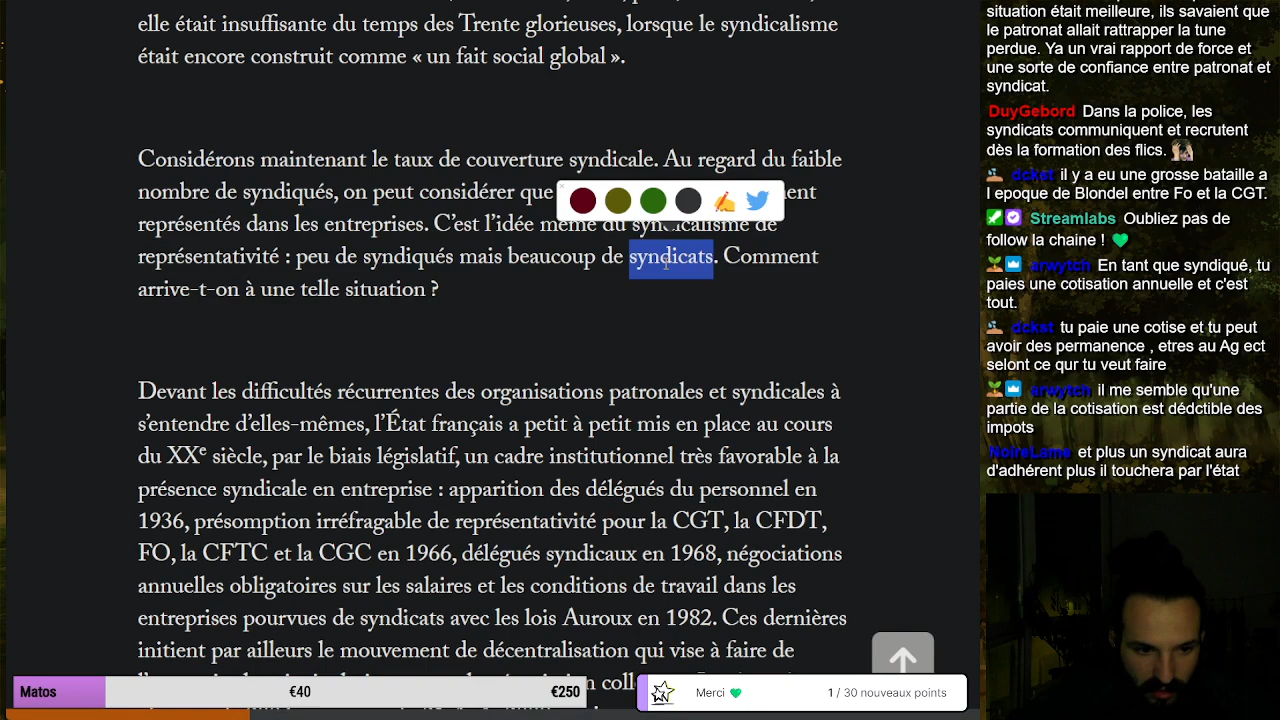 elle était insuffisante du temps des Trente glorieuses, lorsque le syndicalisme
était encore construit comme « un fait social global ».
Considérons maintenant le taux de couverture syndicale. Au regard du faible
nombre de syndiqués, on peut considérer que
représentés dans les entreprises. C’est l’idée même du syndicalisme de
représentativité : peu de syndiqués mais beaucoup de syndicats. Comment
arrive-t-on à une telle situation ?
Devant les difficultés récurrentes des organisations patronales et syndicales à
s’entendre d’elles-mêmes, l’État français a petit à petit mis en place au cours
du XXe siècle, par le biais législatif, un cadre institutionnel très favorable à la
présence syndicale en entreprise : apparition des délégués du personnel en
1936, présomption irréfragable de représentativité pour la CGT, la CFDT,
FO, la CFTC et la CGC en 1966, délégués syndicaux en 1968, négociations
annuelles obligatoires sur les salaires et les conditions de travail dans les
entreprises pourvues de syndicats avec les lois Auroux en 1982. Ces dernières
initient par ailleurs le mouvement de décentralisation qui vise à faire de
Matos
€40
€250
Merci
1 / 30 nouveaux points
situation était meilleure, ils savaient que
le patronat allait rattrapper la tune
perdue. Ya un vrai rapport de force et
une sorte de confiance entre patronat et
syndicat.
DuyGebord Dans la police, les
syndicats communiquent et recrutent
dès la formation des flics.
dckst il y a eu une grosse bataille a
l epoque de Blondel entre Fo et la CGT.
Streamlabs Oubliez pas de
follow la chaine !
arwytch En tant que syndiqué, tu
paies une cotisation annuelle et c'est
tout.
dckst tu paie une cotise et tu peut
avoir des permanence , etres au Ag ect
selont ce qur tu veut faire
arwytch il me semble qu'une
partie de la cotisation est dédctible des
impots
NoireLame et plus un syndicat aura
d'adhérent plus il touchera par l'état